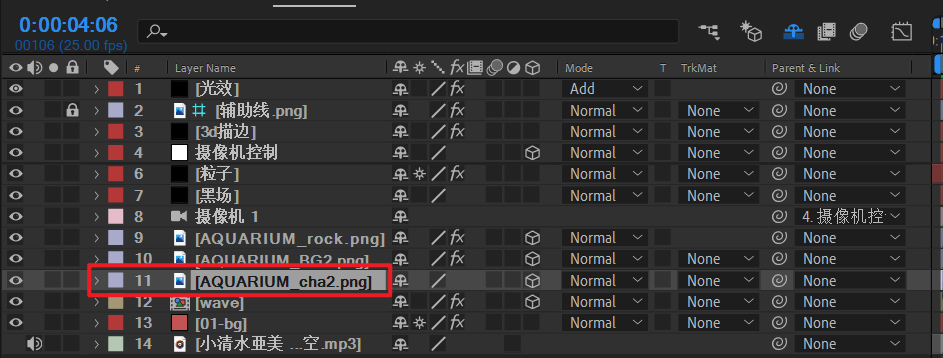 0:00:04:06
00106 (25.00 fps)
# Layer Name Mode T TrkMat Parent & Link
1 [光效] Add None
2 [辅助线.png] Normal None None
3 [3d描边] Normal None None
4 摄像机控制 Normal None None
6 [粒子] Normal None None
7 [黑场] Normal None None
8 摄像机 1 4. 摄像机控
9 [AQUARIUM_rock.png] Normal None
10 [AQUARIUM_BG2.png] Normal None None
11 [AQUARIUM_cha2.png] Normal None None
12 [wave] Normal None None
13 [01-bg] Normal None None
14 [小清水亜美 ...空.mp3] None